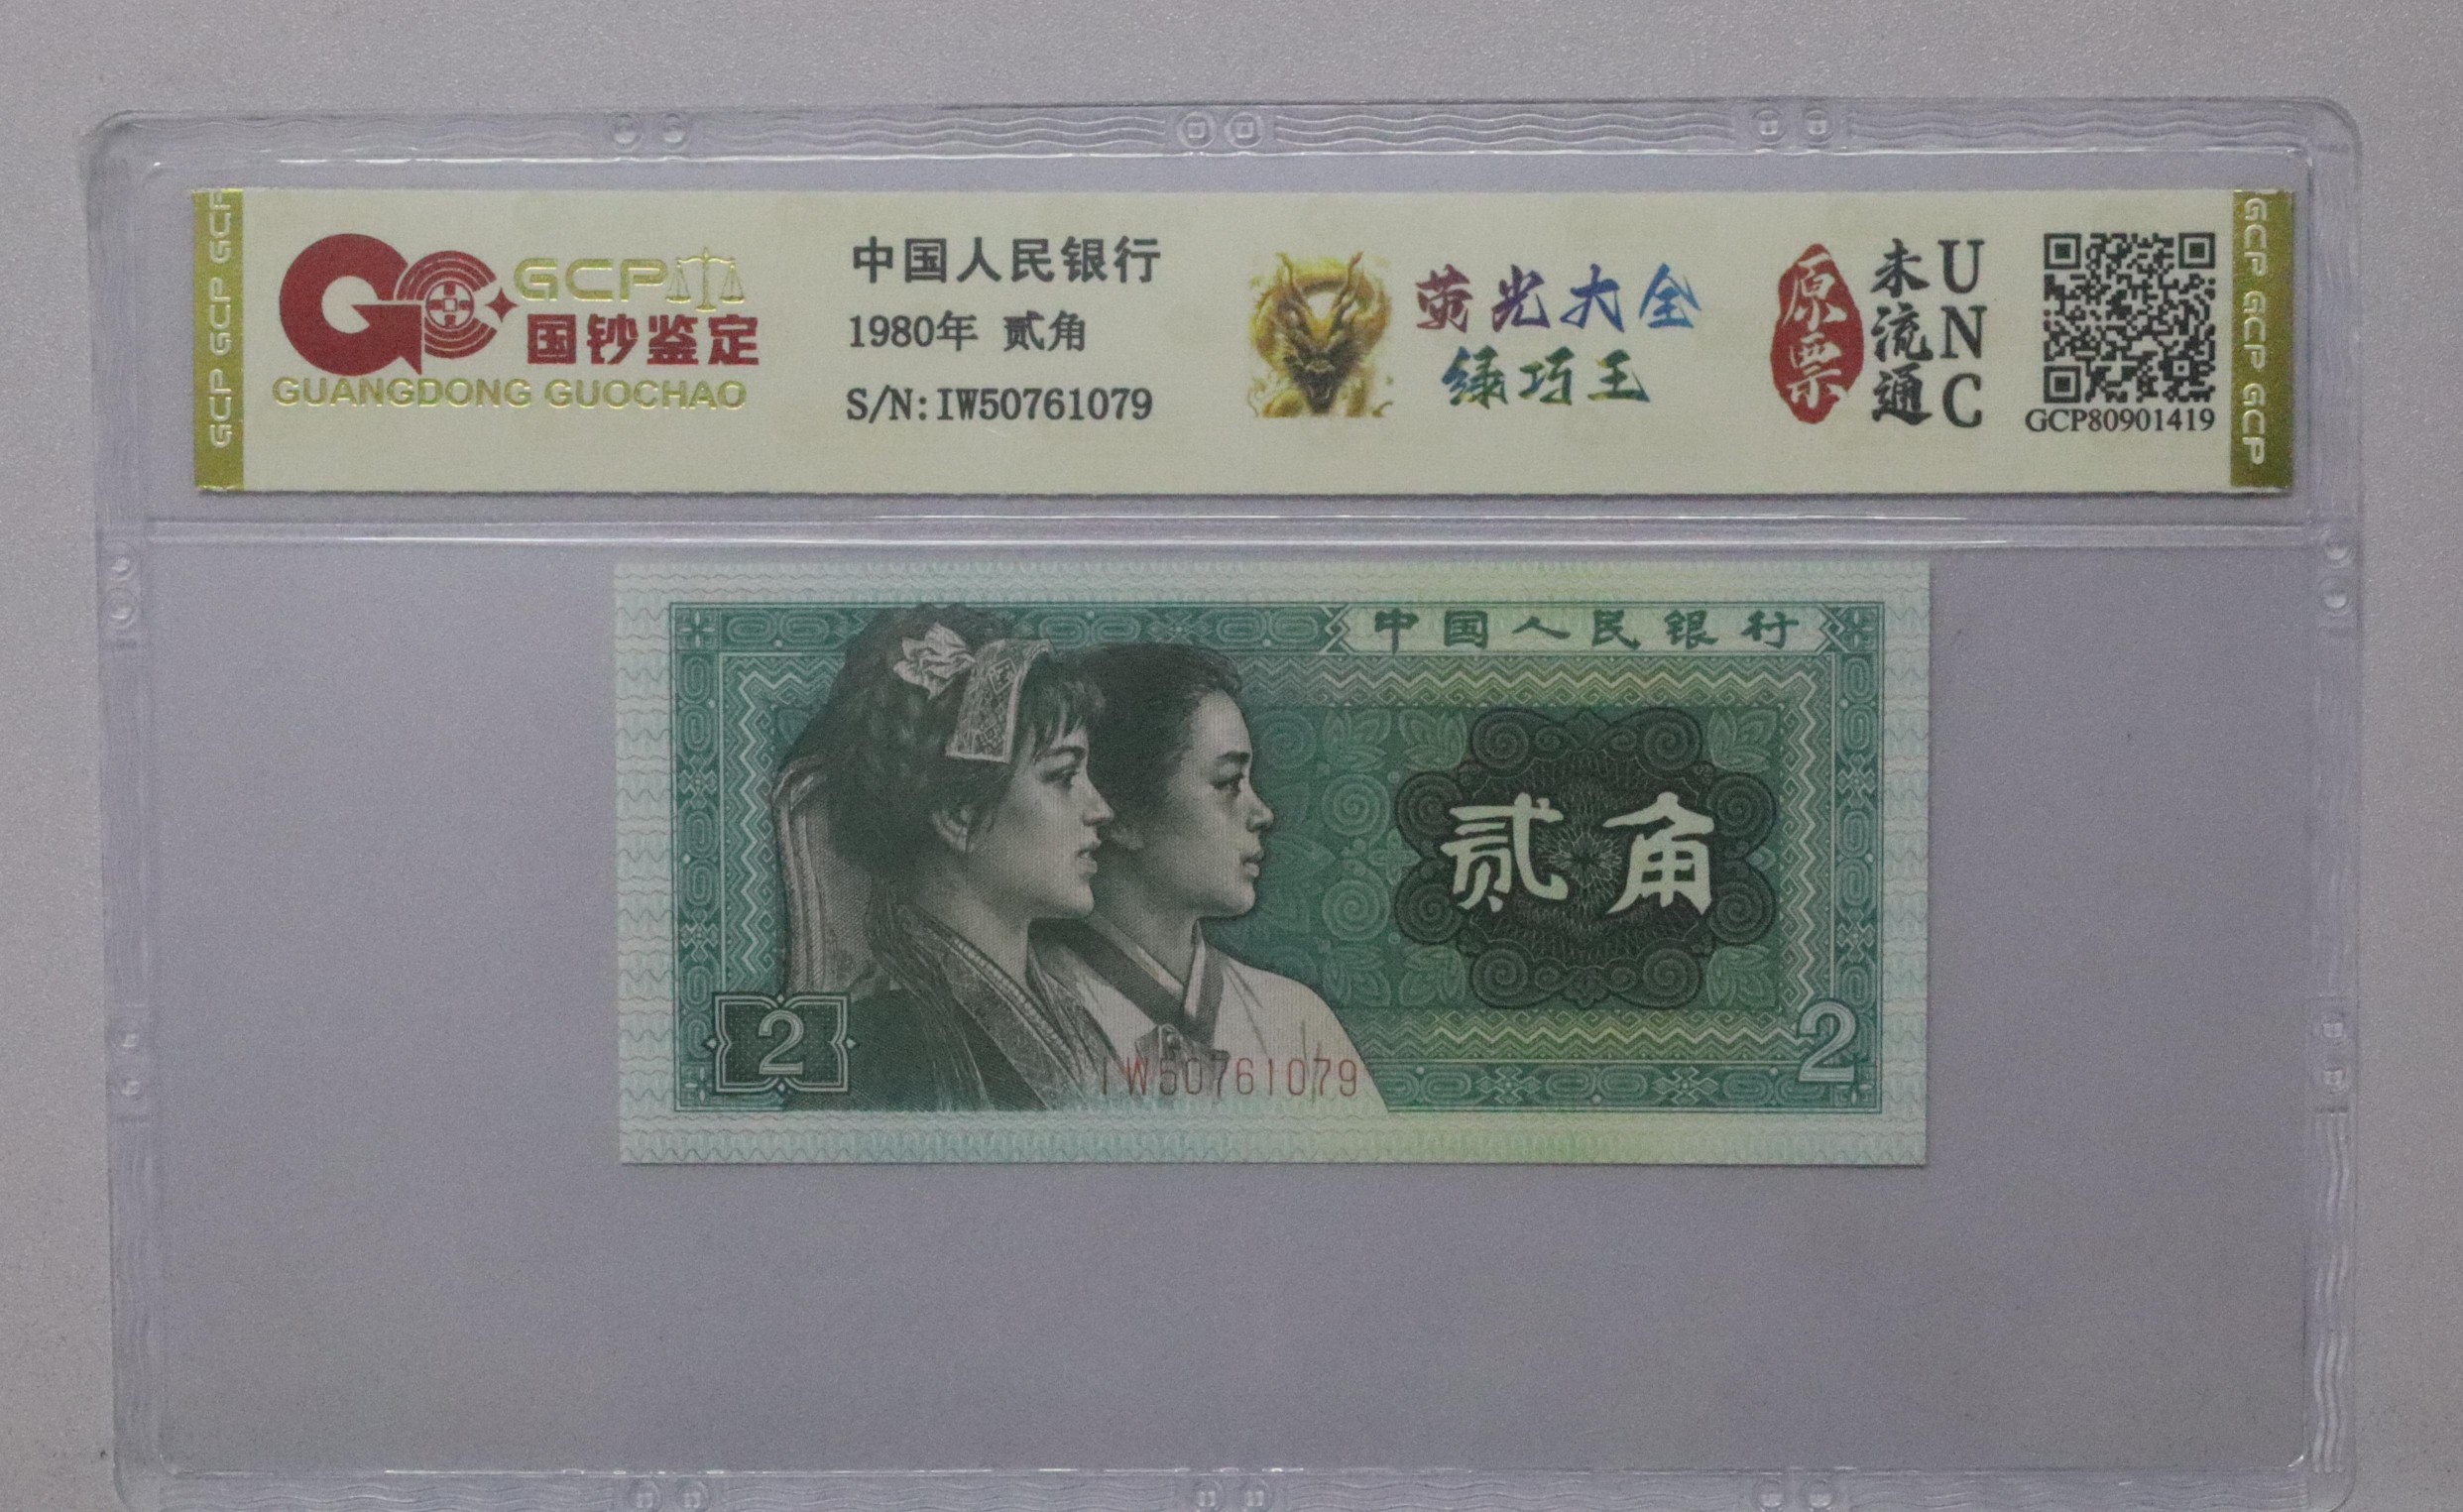 GCP GCP GCP
GCP
国钞鉴定
GUANGDONG GUOCHAO
中国人民银行
1980年 贰角
S/N:IW50761079
荧光大全
绿巧王
原票
未流通
UNC
GCP80901419
GCP GCP GCP
中国人民银行
贰角
2
2
IW50761079